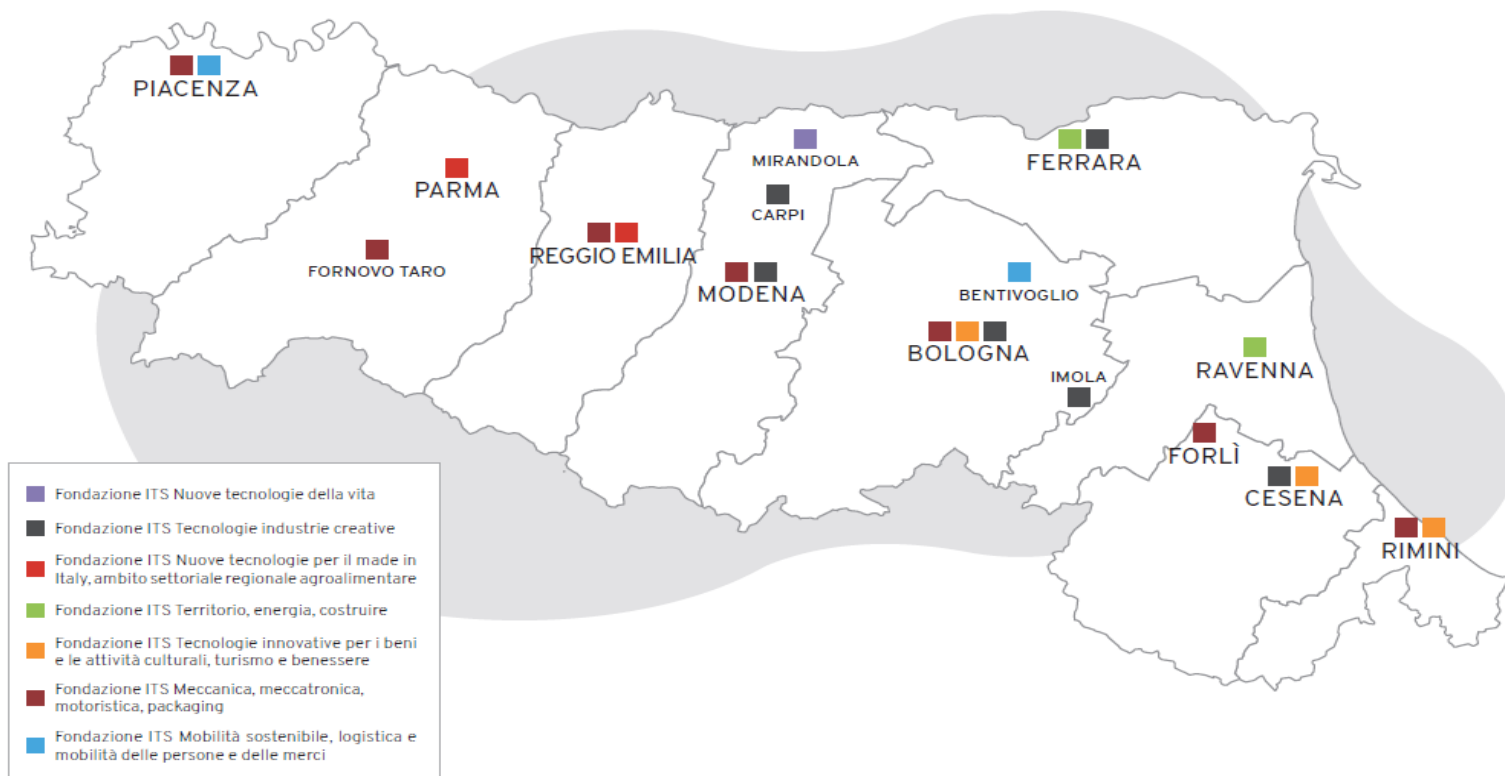 PIACENZA
PARMA
FORNOVO TARO
REGGIO EMILIA
MIRANDOLA
CARPI
MODENA
FERRARA
BENTIVOGLIO
BOLOGNA
IMOLA
RAVENNA
FORLÌ
CESENA
RIMINI
Fondazione ITS Nuove tecnologie della vita
Fondazione ITS Tecnologie industrie creative
Fondazione ITS Nuove tecnologie per il made in
Italy, ambito settoriale regionale agroalimentare
Fondazione ITS Territorio, energia, costruire
Fondazione ITS Tecnologie innovative per i beni
e le attività culturali, turismo e benessere
Fondazione ITS Meccanica, meccatronica,
motoristica, packaging
Fondazione ITS Mobilità sostenibile, logistica e
mobilità delle persone e delle merci